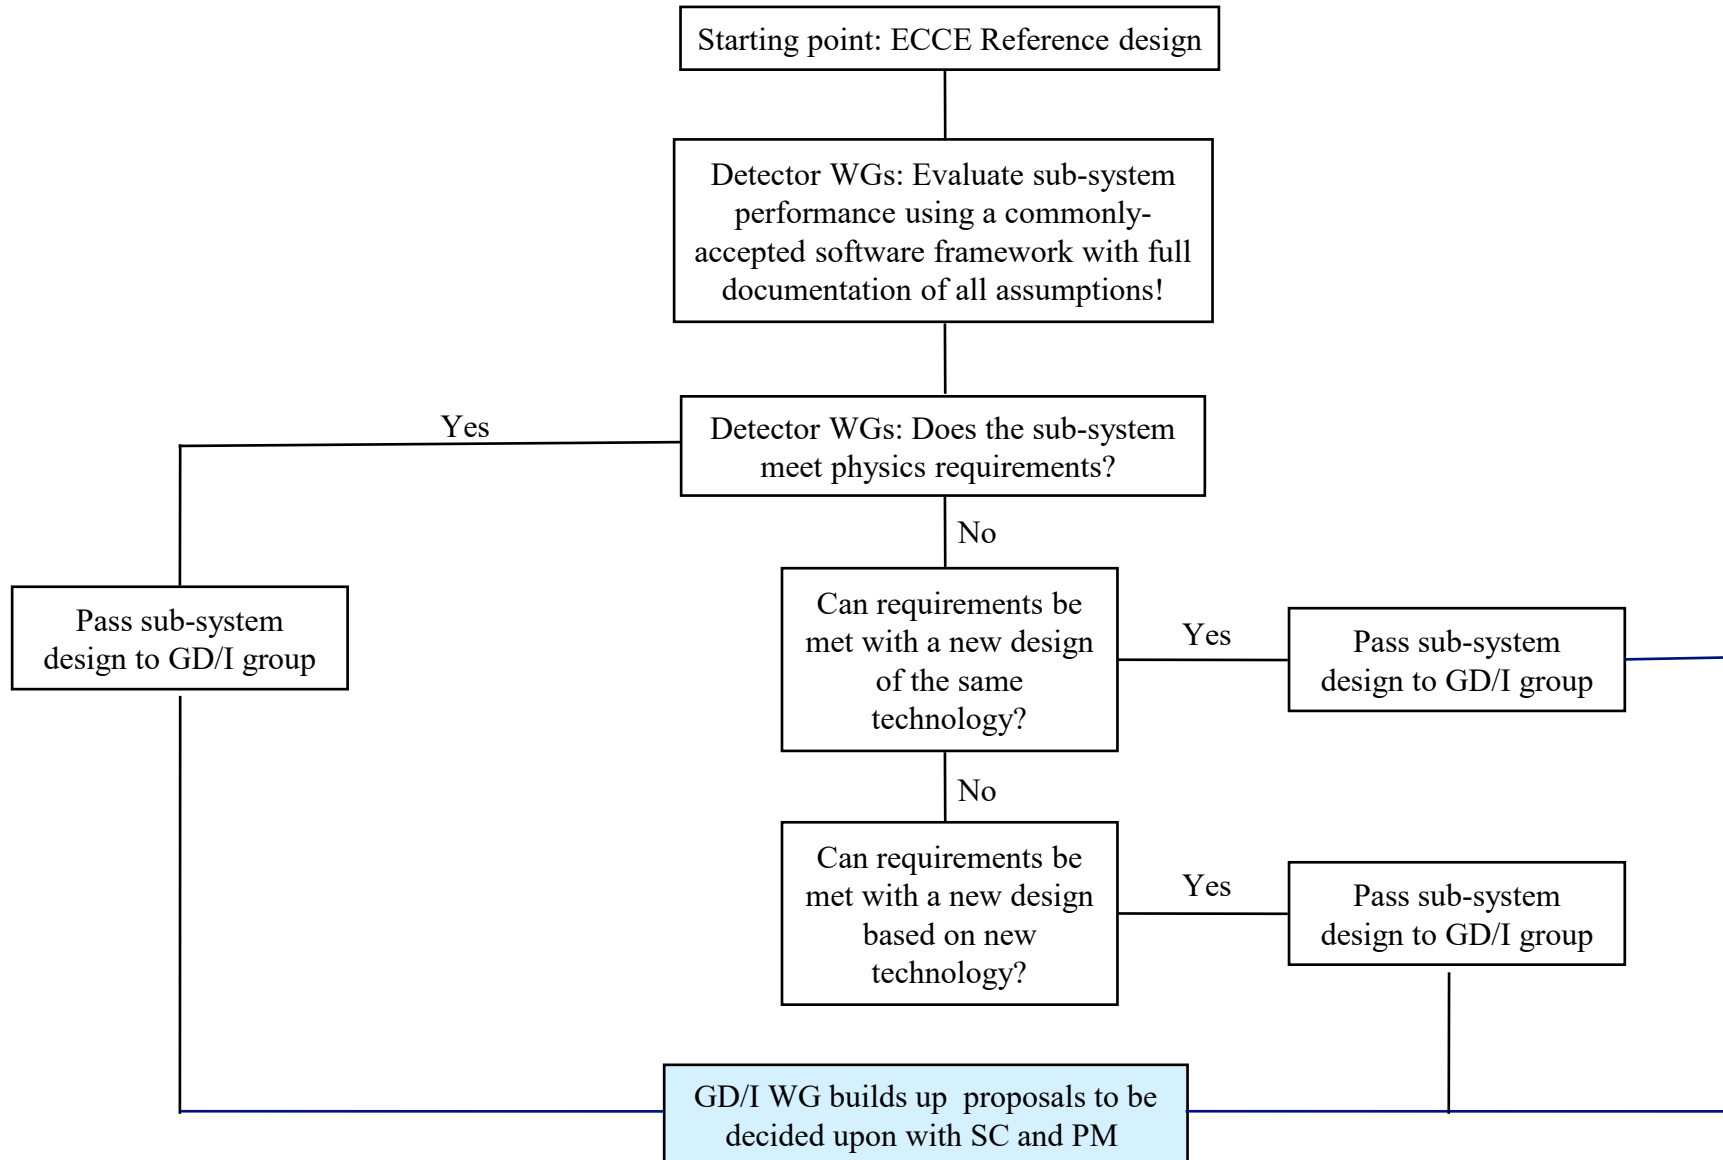 Starting point: ECCE Reference design
Detector WGs: Evaluate sub-system
performance using a commonly-
accepted software framework with full
documentation of all assumptions!
Yes
Detector WGs: Does the sub-system
meet physics requirements?
No
Pass sub-system
design to GD/I group
Can requirements be
met with a new design
of the same
technology?
Yes
Pass sub-system
design to GD/I group
No
Can requirements be
met with a new design
based on new
technology?
Yes
Pass sub-system
design to GD/I group
GD/I WG builds up  proposals to be
decided upon with SC and PM